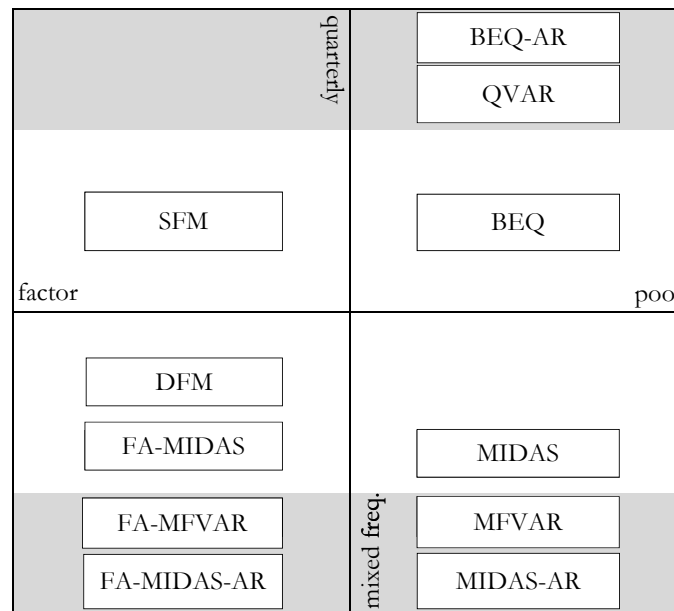 quarterly
BEQ-AR
QVAR
SFM
BEQ
factor
poo
DFM
FA-MIDAS
MIDAS
FA-MFVAR
mixed freq.
MFVAR
FA-MIDAS-AR
MIDAS-AR